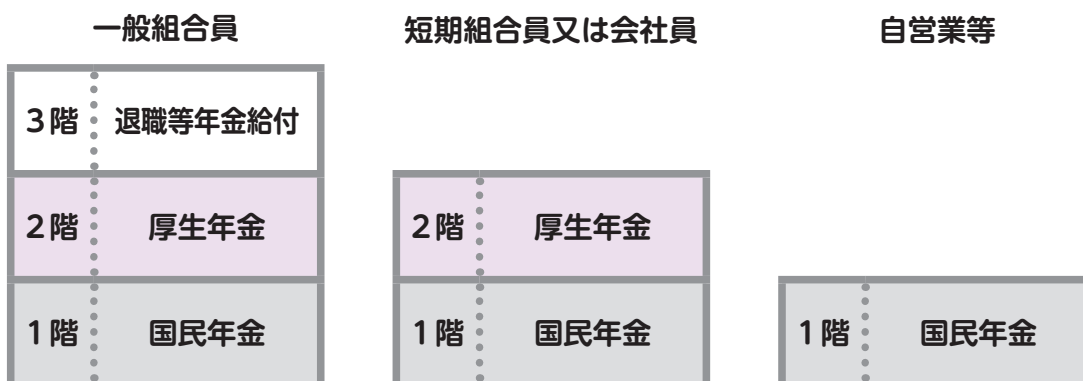 一般組合員
短期組合員又は会社員
自営業等
3階 退職等年金給付
2階 厚生年金
2階 厚生年金
1階 国民年金
1階 国民年金
1階 国民年金